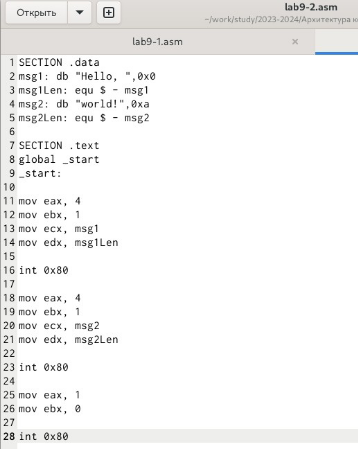 Открыть
lab9-2.asm
~/work/study/2023-2024/Архитектура к
lab9-1.asm ×
1 SECTION .data
2 msg1: db "Hello, ",0x0
3 msg1Len: equ $ - msg1
4 msg2: db "world!",0xa
5 msg2Len: equ $ - msg2
6
7 SECTION .text
8 global _start
9 _start:
10
11 mov eax, 4
12 mov ebx, 1
13 mov ecx, msg1
14 mov edx, msg1Len
15
16 int 0x80
17
18 mov eax, 4
19 mov ebx, 1
20 mov ecx, msg2
21 mov edx, msg2Len
22
23 int 0x80
24
25 mov eax, 1
26 mov ebx, 0
27
28 int 0x80